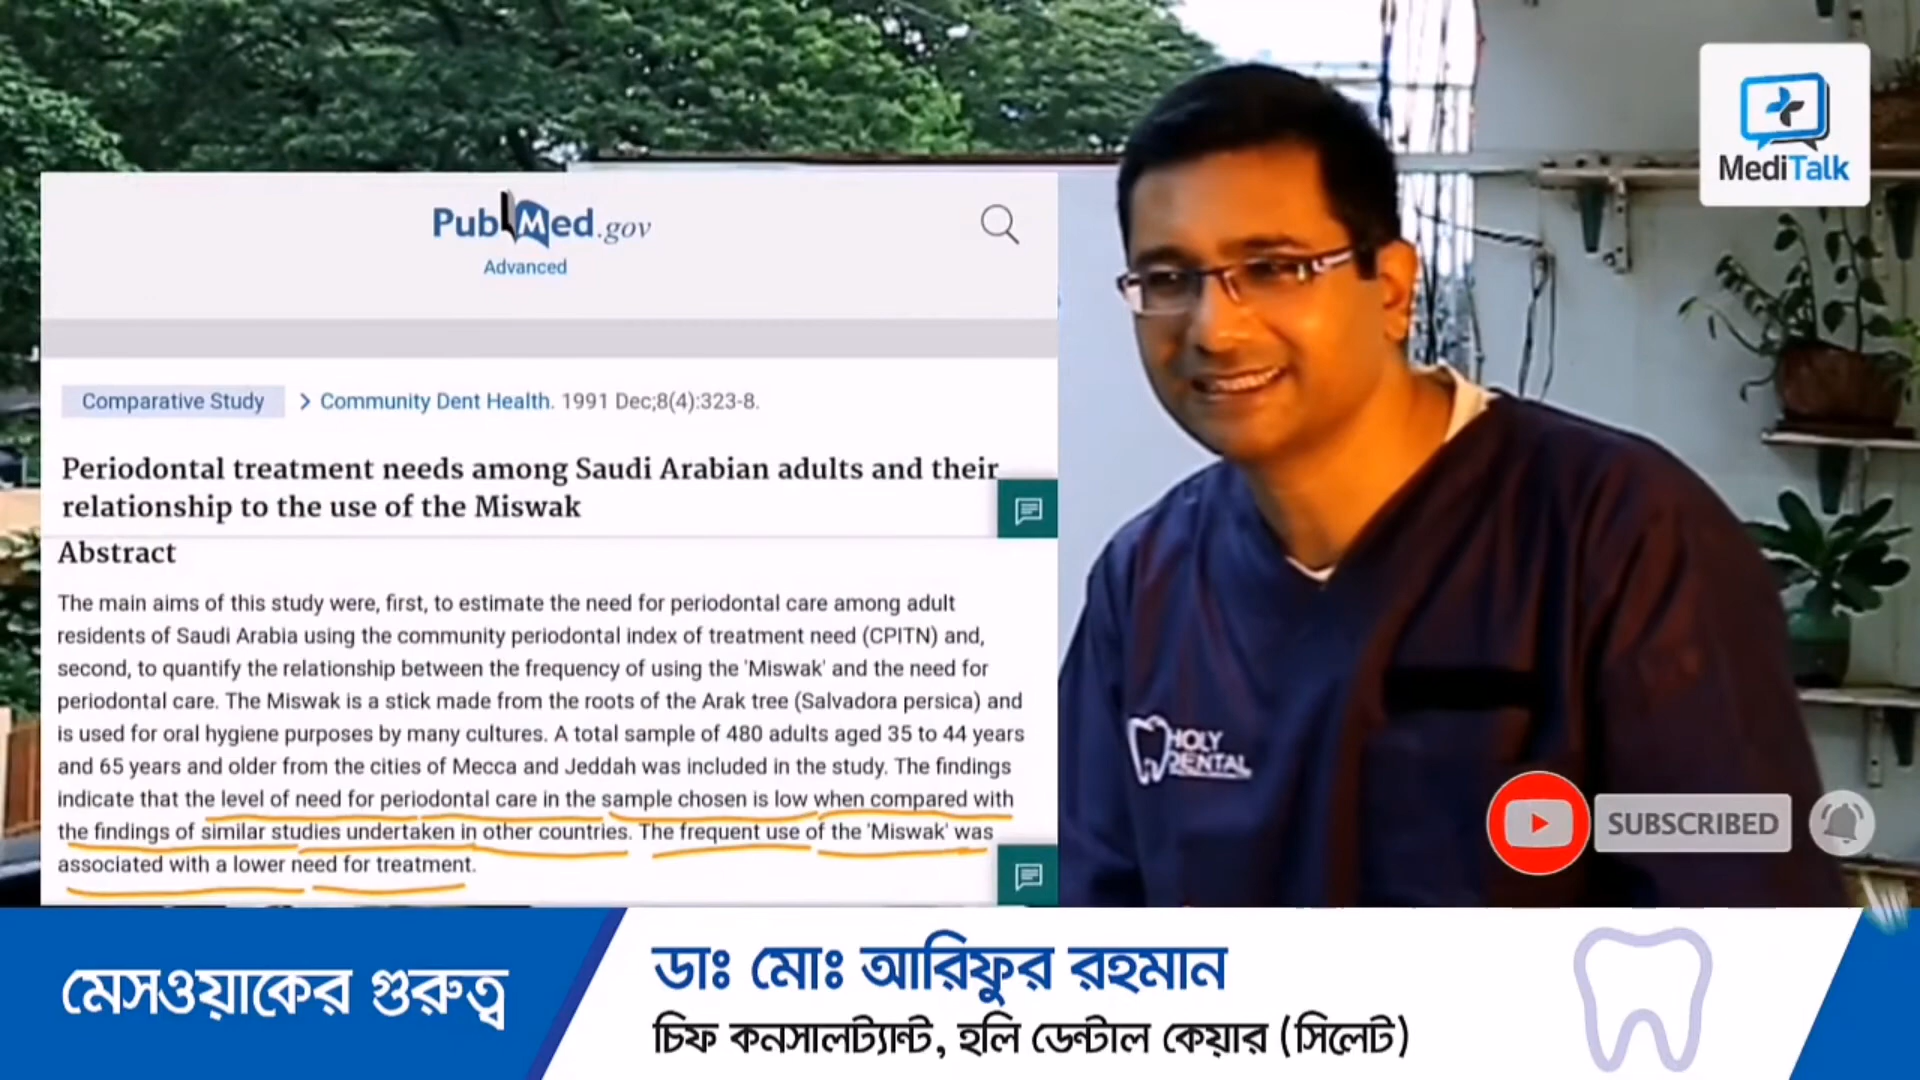 MediTalk
PubMed.gov
Advanced
Comparative Study > Community Dent Health. 1991 Dec;8(4):323-8.
Periodontal treatment needs among Saudi Arabian adults and their
relationship to the use of the Miswak
Abstract
The main aims of this study were, first, to estimate the need for periodontal care among adult
residents of Saudi Arabia using the community periodontal index of treatment need (CPITN) and,
second, to quantify the relationship between the frequency of using the 'Miswak' and the need for
periodontal care. The Miswak is a stick made from the roots of the Arak tree (Salvadora persica) and
is used for oral hygiene purposes by many cultures. A total sample of 480 adults aged 35 to 44 years
and 65 years and older from the cities of Mecca and Jeddah was included in the study. The findings
indicate that the level of need for periodontal care in the sample chosen is low when compared with
the findings of similar studies undertaken in other countries. The frequent use of the 'Miswak' was
associated with a lower need for treatment.
HOLY
DENTAL
SUBSCRIBED
মেসওয়াকের গুরুত্ব
ডাঃ মোঃ আরিফুর রহমান
চিফ কনসালট্যান্ট, হলি ডেন্টাল কেয়ার (সিলেট)